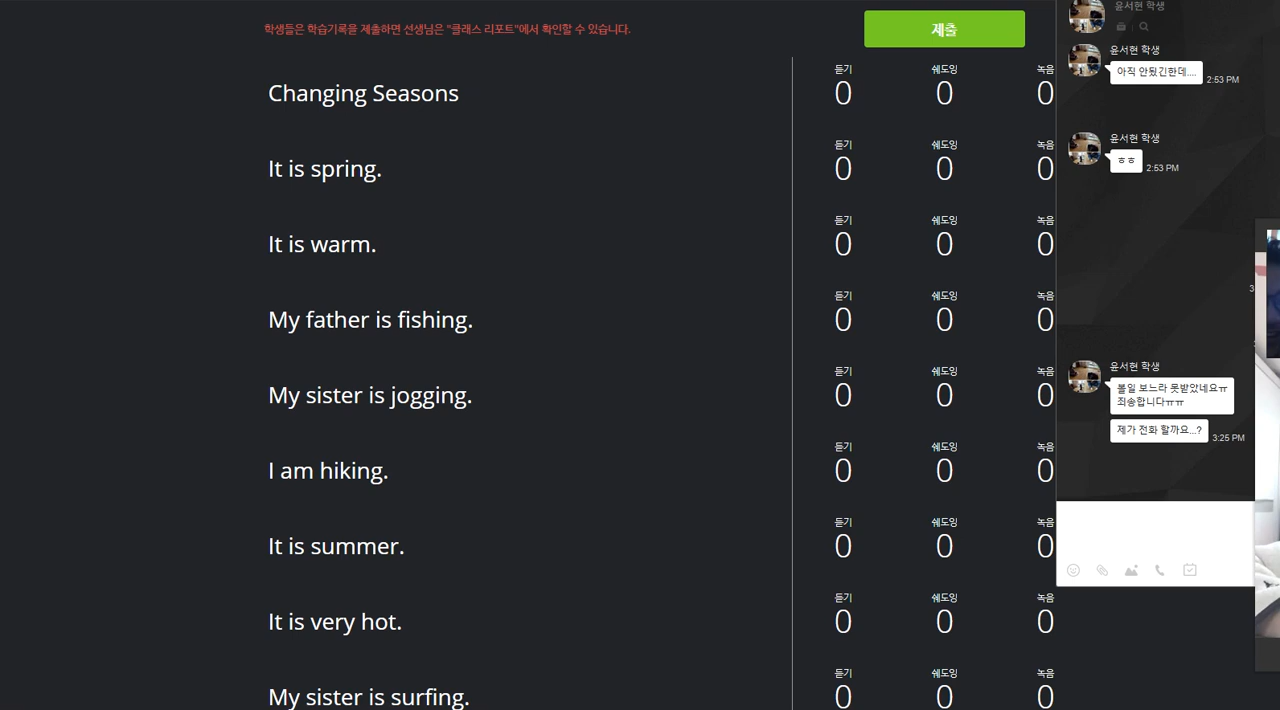 학생들은 학습기록을 제출하면 선생님은 "클래스 리포트"에서 확인할 수 있습니다.
제출
Changing Seasons
듣기 쉐도잉 녹음
0 0 0
It is spring.
듣기 쉐도잉 녹음
0 0 0
It is warm.
듣기 쉐도잉 녹음
0 0 0
My father is fishing.
듣기 쉐도잉 녹음
0 0 0
My sister is jogging.
듣기 쉐도잉 녹음
0 0 0
I am hiking.
듣기 쉐도잉 녹음
0 0 0
It is summer.
듣기 쉐도잉 녹음
0 0 0
It is very hot.
듣기 쉐도잉 녹음
0 0 0
My sister is surfing.
듣기 쉐도잉 녹음
0 0 0
윤서현 학생
윤서현 학생
아직 안됐긴한데....
2:53 PM
윤서현 학생
ㅎㅎ
2:53 PM
윤서현 학생
볼일 보느라 못받았네요ㅠ
죄송합니다ㅠㅠ
제가 전화 할까요...?
3:25 PM